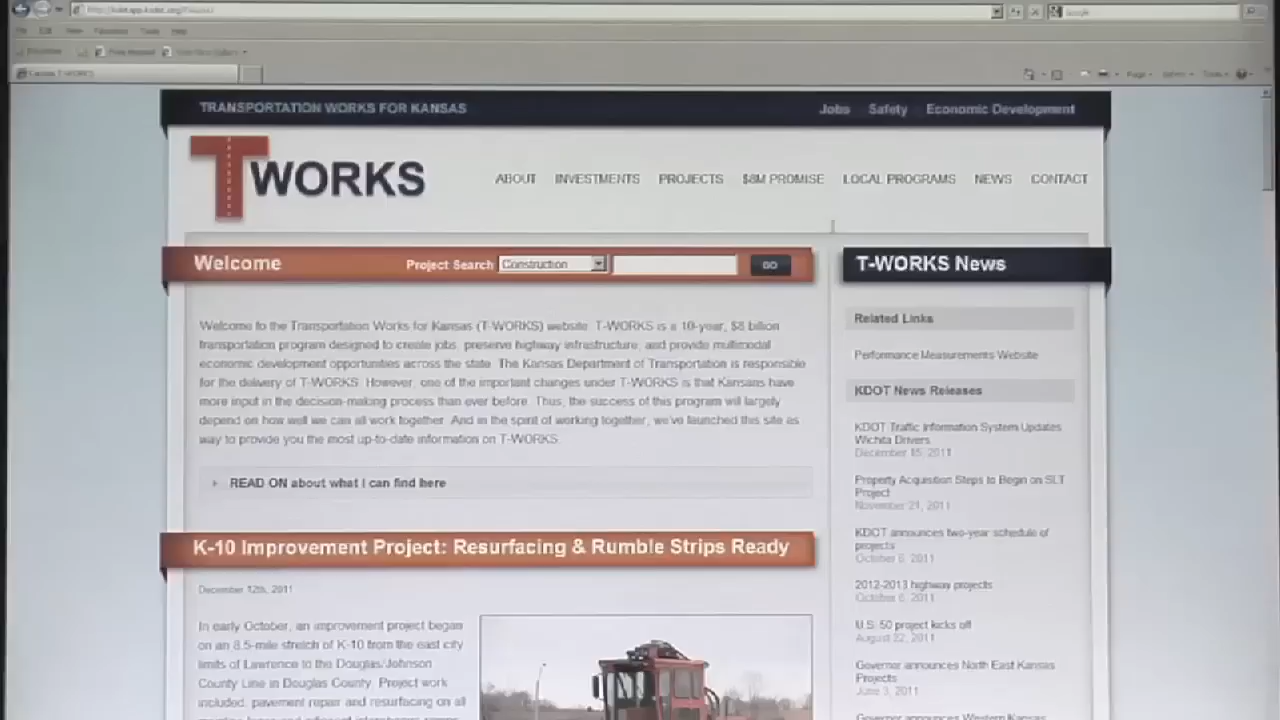 TRANSPORTATION WORKS FOR KANSAS
Jobs Safety Economic Development
T WORKS
ABOUT INVESTMENTS PROJECTS $8M PROMISE LOCAL PROGRAMS NEWS CONTACT
Welcome
Project Search Construction GO
Welcome to the Transportation Works for Kansas (T-WORKS) website. T-WORKS is a 10-year, $8 billion
transportation program designed to create jobs, preserve highway infrastructure, and provide multimodal
economic development opportunities across the state. The Kansas Department of Transportation is responsible
for the delivery of T-WORKS. However, one of the important changes under T-WORKS is that Kansans have
more input in the decision-making process than ever before. Thus, the success of this program will largely
depend on how well we can all work together. And in the spirit of working together, we've launched this site as
way to provide you the most up-to-date information on T-WORKS.
READ ON about what I can find here
K-10 Improvement Project: Resurfacing & Rumble Strips Ready
December 12th, 2011
In early October, an improvement project began
on an 8.5-mile stretch of K-10 from the east city
limits of Lawrence to the Douglas/Johnson
County Line in Douglas County. Project work
included, pavement repair and resurfacing on all
T-WORKS News
Related Links
Performance Measurements Website
KDOT News Releases
KDOT Traffic Information System Updates
Wichita Drivers
December 15, 2011
Property Acquisition Steps to Begin on SLT
Project
November 21, 2011
KDOT announces two-year schedule of
projects
October 6, 2011
2012-2013 highway projects
October 6, 2011
U.S. 50 project kicks off
August 22, 2011
Governor announces North East Kansas
Projects
June 3, 2011
Governor announces Western Kansas